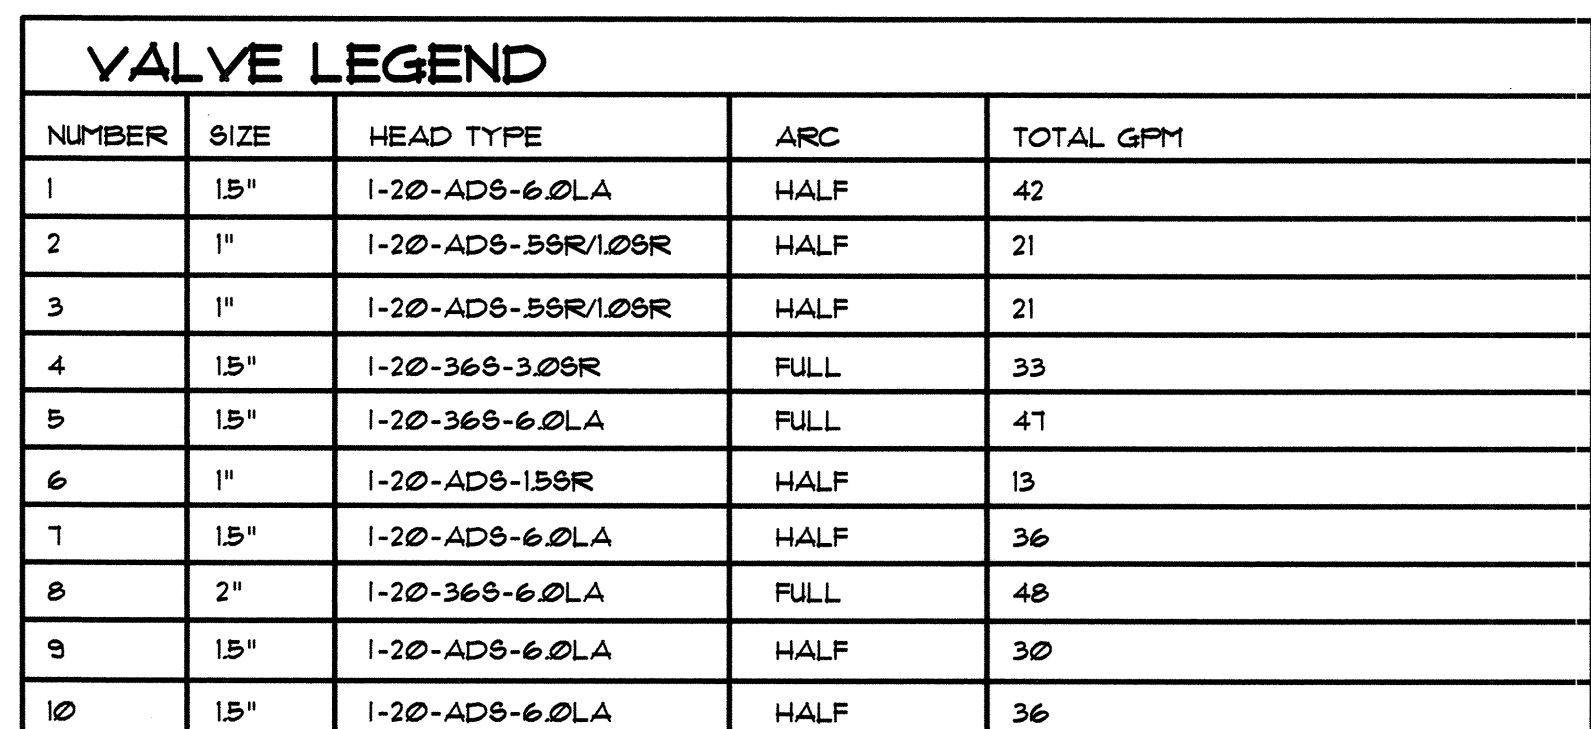 VALVE LEGEND
NUMBER SIZE HEAD TYPE ARC TOTAL GPM
1 1.5" I-20-ADS-6.0LA HALF 42
2 1" I-20-ADS-.5SR/1.0SR HALF 21
3 1" I-20-ADS-.5SR/1.0SR HALF 21
4 1.5" I-20-36S-3.0SR FULL 33
5 1.5" I-20-36S-6.0LA FULL 47
6 1" I-20-ADS-1.5SR HALF 13
7 1.5" I-20-ADS-6.0LA HALF 36
8 2" I-20-36S-6.0LA FULL 48
9 1.5" I-20-ADS-6.0LA HALF 30
10 1.5" I-20-ADS-6.0LA HALF 36